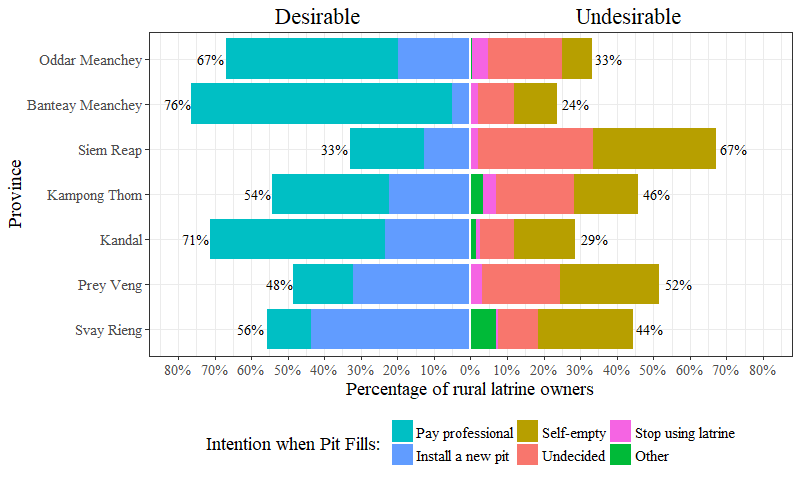 Desirable Undesirable
Oddar Meanchey 67% 33%
Banteay Meanchey 76% 24%
Siem Reap 33% 67%
Kampong Thom 54% 46%
Kandal 71% 29%
Prey Veng 48% 52%
Svay Rieng 56% 44%
Province
80% 70% 60% 50% 40% 30% 20% 10% 0% 10% 20% 30% 40% 50% 60% 70% 80%
Percentage of rural latrine owners
Intention when Pit Fills:
Pay professional Self-empty Stop using latrine
Install a new pit Undecided Other